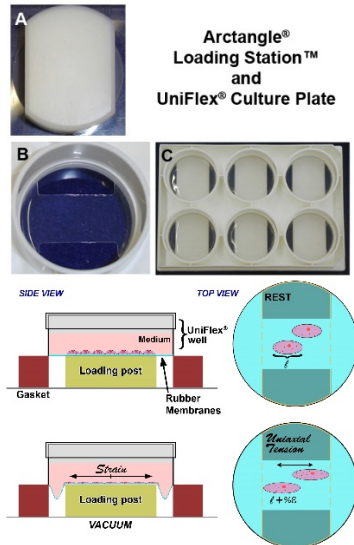 A
Arctangle®
Loading Station™
and
UniFlex® Culture Plate
B
C
SIDE VIEW
TOP VIEW
REST
UniFlex®
well
Medium
Loading post
Gasket
Rubber
Membranes
ℓ
Strain
Loading post
VACUUM
Uniaxial
Tension
ℓ + %E